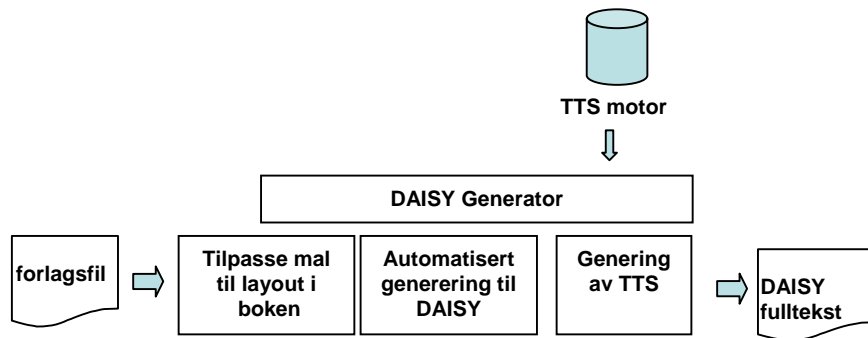 TTS motor
DAISY Generator
forlagsfil
Tilpasse mal
til layout i
boken
Automatisert
generering til
DAISY
Genering
av TTS
DAISY
fulltekst